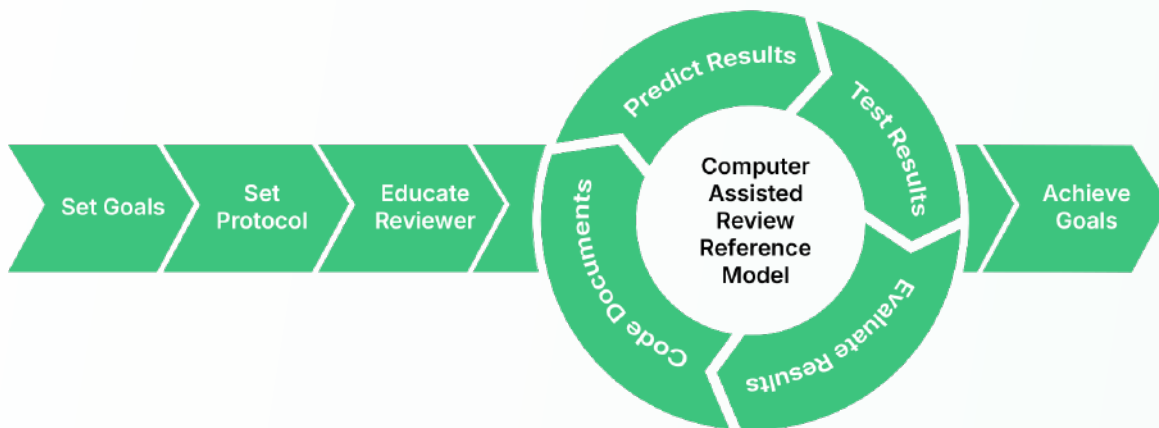 Set Goals
Set
Protocol
Educate
Reviewer
Code Documents
Predict Results
Test Results
Evaluate Results
Computer
Assisted
Review
Reference
Model
Achieve
Goals